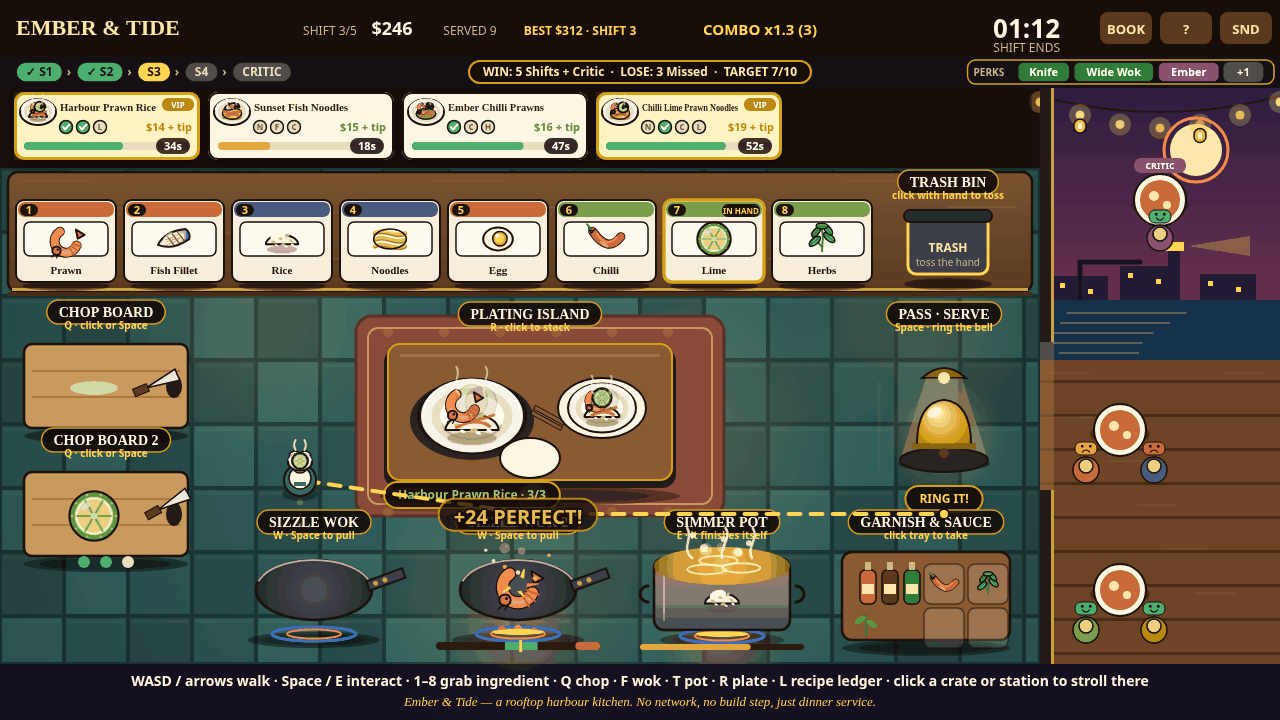 EMBER & TIDE
SHIFT 3/5
$246
SERVED 9
BEST $312 · SHIFT 3
COMBO x1.3 (3)
01:12
SHIFT ENDS
BOOK
?
SND
✓ S1 › ✓ S2 › S3 › S4 › CRITIC
WIN: 5 Shifts + Critic · LOSE: 3 Missed · TARGET 7/10
PERKS
Knife
Wide Wok
Ember
+1
Harbour Prawn Rice
VIP
L
$14 + tip
34s
Sunset Fish Noodles
N F C
$15 + tip
18s
Ember Chilli Prawns
C H
$16 + tip
47s
Chilli Lime Prawn Noodles
VIP
N C L
$19 + tip
52s
CRITIC
1
Prawn
2
Fish Fillet
3
Rice
4
Noodles
5
Egg
6
Chilli
7
IN HAND
Lime
8
Herbs
TRASH BIN
click with hand to toss
TRASH
toss the hand
CHOP BOARD
Q · click or Space
PLATING ISLAND
R · click to stack
PASS · SERVE
Space · ring the bell
CHOP BOARD 2
Q · click or Space
Harbour Prawn Rice · 3/3
RING IT!
+24 PERFECT!
SIZZLE WOK
W · Space to pull
W · Space to pull
SIMMER POT
E · it finishes itself
GARNISH & SAUCE
click tray to take
WASD / arrows walk · Space / E interact · 1–8 grab ingredient · Q chop · F wok · T pot · R plate · L recipe ledger · click a crate or station to stroll there
Ember & Tide — a rooftop harbour kitchen. No network, no build step, just dinner service.